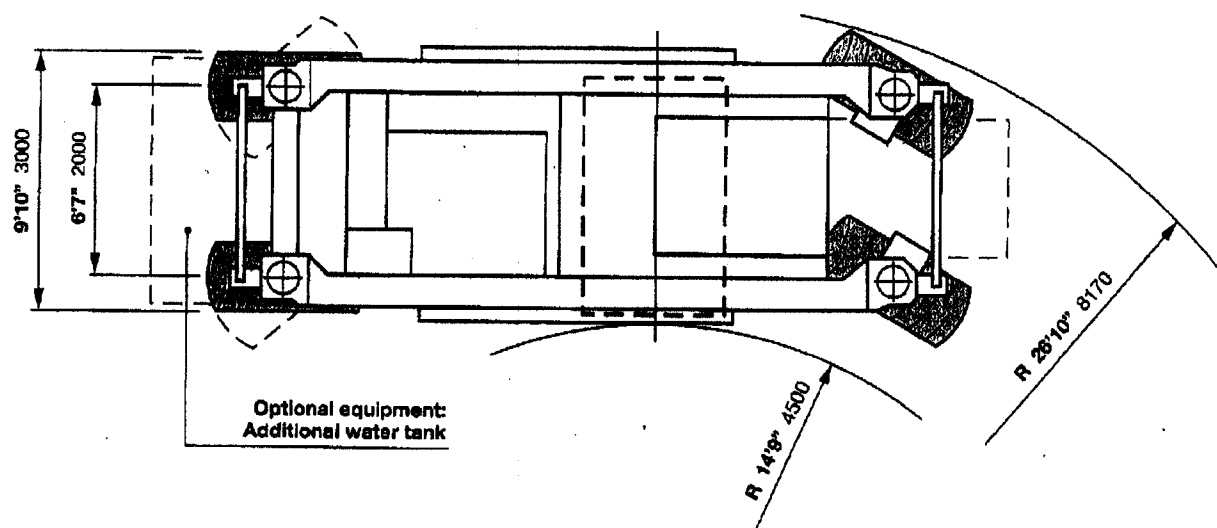 9'10" 3000
6'7" 2000
Optional equipment:
Additional water tank
R 14'9" 4500
R 26'10" 8170